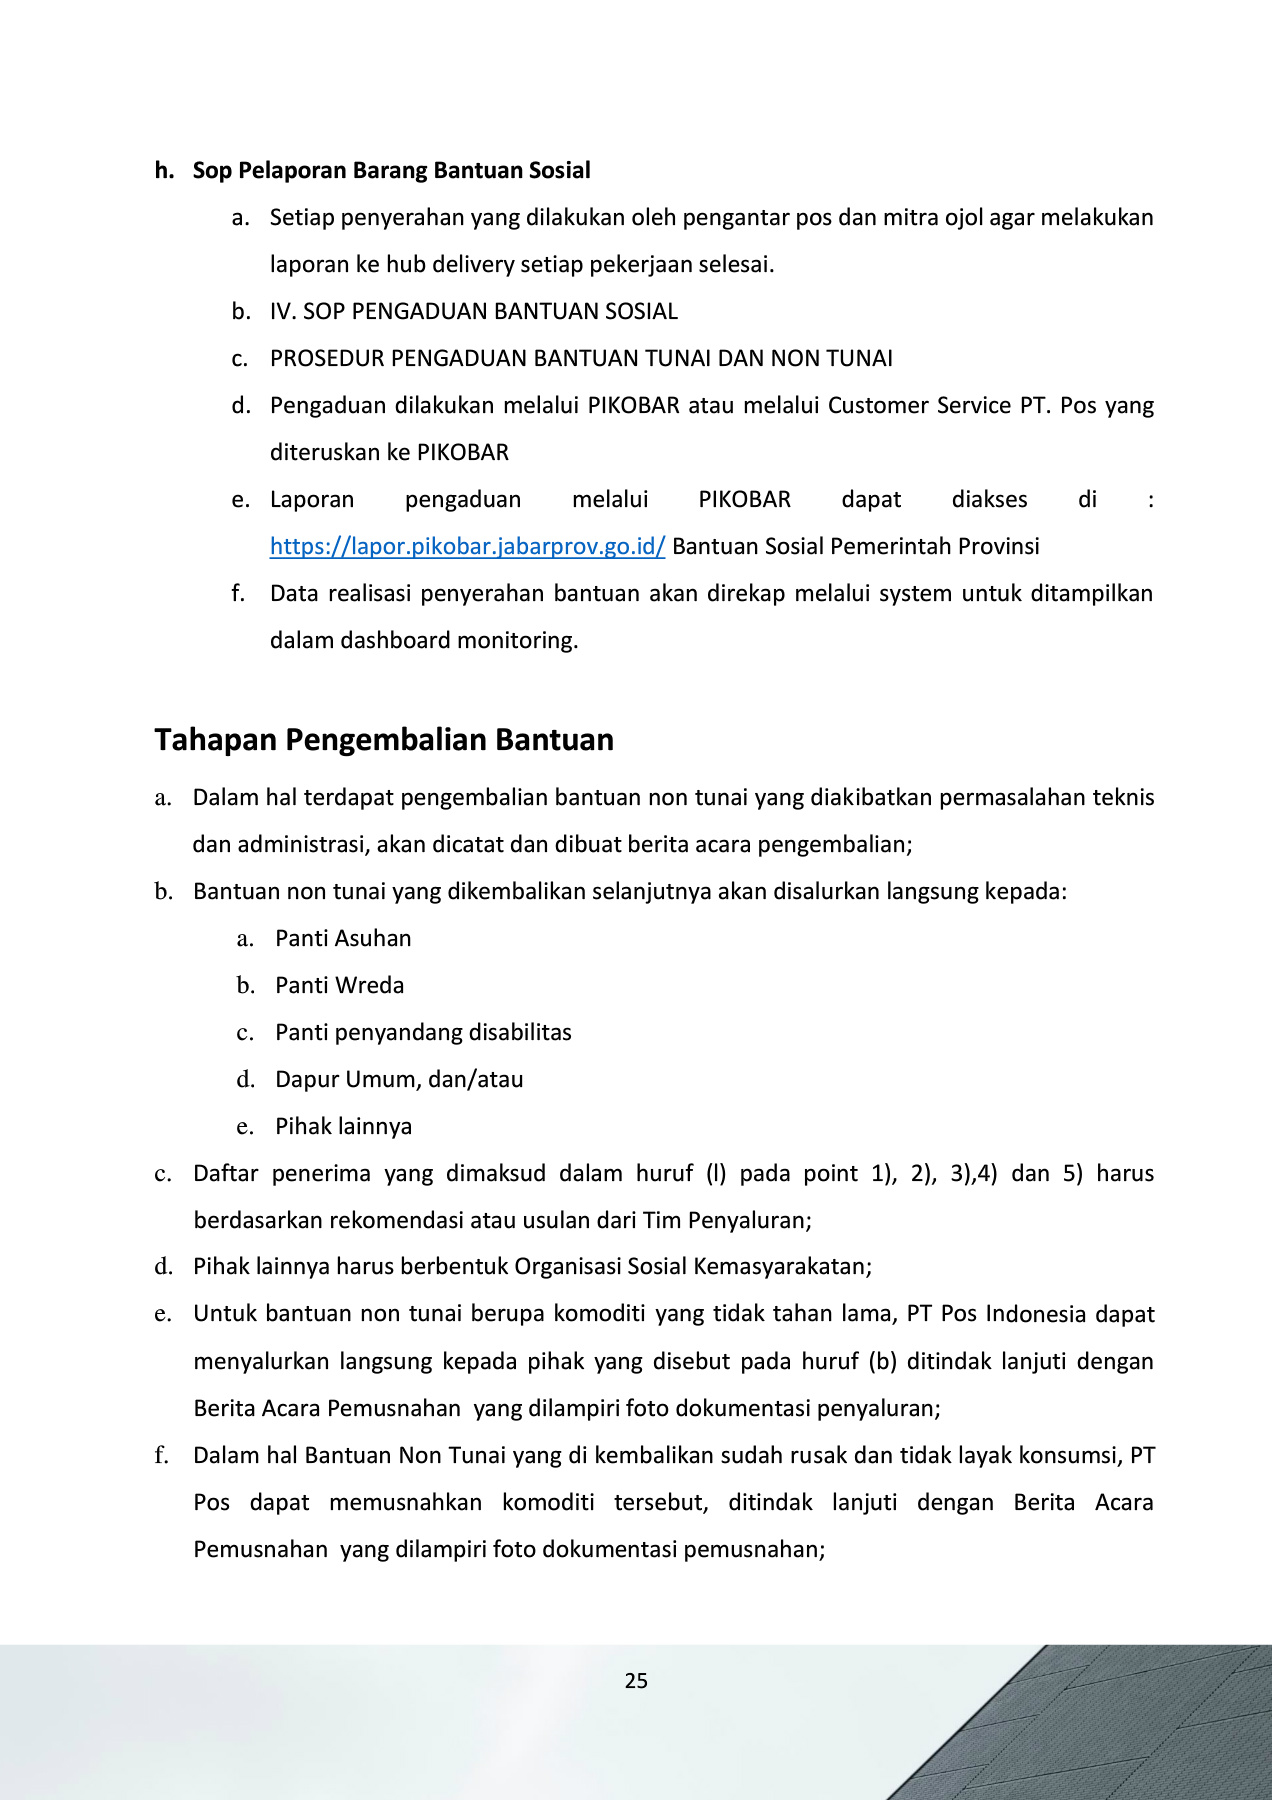 h. Sop Pelaporan Barang Bantuan Sosial
a. Setiap penyerahan yang dilakukan oleh pengantar pos dan mitra ojol agar melakukan
laporan ke hub delivery setiap pekerjaan selesai.
b. IV. SOP PENGADUAN BANTUAN SOSIAL
c. PROSEDUR PENGADUAN BANTUAN TUNAI DAN NON TUNAI
d. Pengaduan dilakukan melalui PIKOBAR atau melalui Customer Service PT. Pos yang
diteruskan ke PIKOBAR
e. Laporan pengaduan melalui PIKOBAR dapat diakses di :
https://lapor.pikobar.jabarprov.go.id/ Bantuan Sosial Pemerintah Provinsi
f. Data realisasi penyerahan bantuan akan direkap melalui system untuk ditampilkan
dalam dashboard monitoring.
Tahapan Pengembalian Bantuan
a. Dalam hal terdapat pengembalian bantuan non tunai yang diakibatkan permasalahan teknis
dan administrasi, akan dicatat dan dibuat berita acara pengembalian;
b. Bantuan non tunai yang dikembalikan selanjutnya akan disalurkan langsung kepada:
a. Panti Asuhan
b. Panti Wreda
c. Panti penyandang disabilitas
d. Dapur Umum, dan/atau
e. Pihak lainnya
c. Daftar penerima yang dimaksud dalam huruf (l) pada point 1), 2), 3),4) dan 5) harus
berdasarkan rekomendasi atau usulan dari Tim Penyaluran;
d. Pihak lainnya harus berbentuk Organisasi Sosial Kemasyarakatan;
e. Untuk bantuan non tunai berupa komoditi yang tidak tahan lama, PT Pos Indonesia dapat
menyalurkan langsung kepada pihak yang disebut pada huruf (b) ditindak lanjuti dengan
Berita Acara Pemusnahan  yang dilampiri foto dokumentasi penyaluran;
f. Dalam hal Bantuan Non Tunai yang di kembalikan sudah rusak dan tidak layak konsumsi, PT
Pos dapat memusnahkan komoditi tersebut, ditindak lanjuti dengan Berita Acara
Pemusnahan  yang dilampiri foto dokumentasi pemusnahan;
25